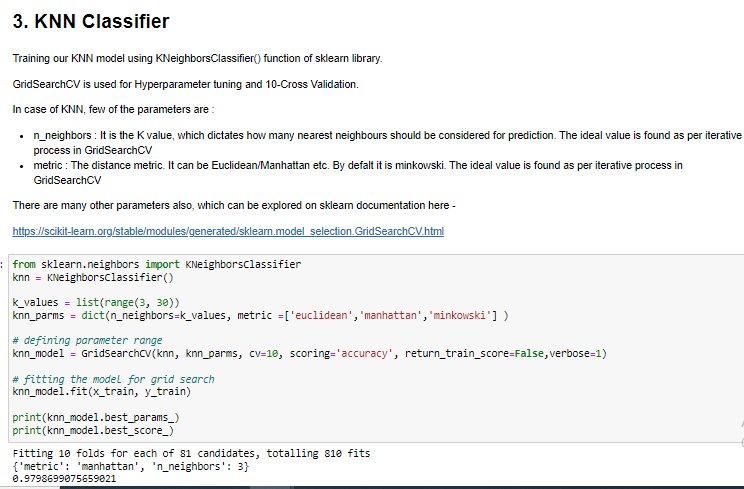 3. KNN Classifier
Training our KNN model using KNeighborsClassifier() function of sklearn library.
GridSearchCV is used for Hyperparameter tuning and 10-Cross Validation.
In case of KNN, few of the parameters are :
• n_neighbors : It is the K value, which dictates how many nearest neighbours should be considered for prediction. The ideal value is found as per iterative
process in GridSearchCV
• metric : The distance metric. It can be Euclidean/Manhattan etc. By defalt it is minkowski. The ideal value is found as per iterative process in
GridSearchCV
There are many other parameters also, which can be explored on sklearn documentation here -
https://scikit-learn.org/stable/modules/generated/sklearn.model_selection.GridSearchCV.html
: from sklearn.neighbors import KNeighborsClassifier
knn = KNeighborsClassifier()
k_values = list(range(3, 30))
knn_parms = dict(n_neighbors=k_values, metric =['euclidean','manhattan','minkowski'] )
# defining parameter range
knn_model = GridSearchCV(knn, knn_parms, cv=10, scoring='accuracy', return_train_score=False,verbose=1)
# fitting the model for grid search
knn_model.fit(x_train, y_train)
print(knn_model.best_params_)
print(knn_model.best_score_)
Fitting 10 folds for each of 81 candidates, totalling 810 fits
{'metric': 'manhattan', 'n_neighbors': 3}
0.9798699075659021